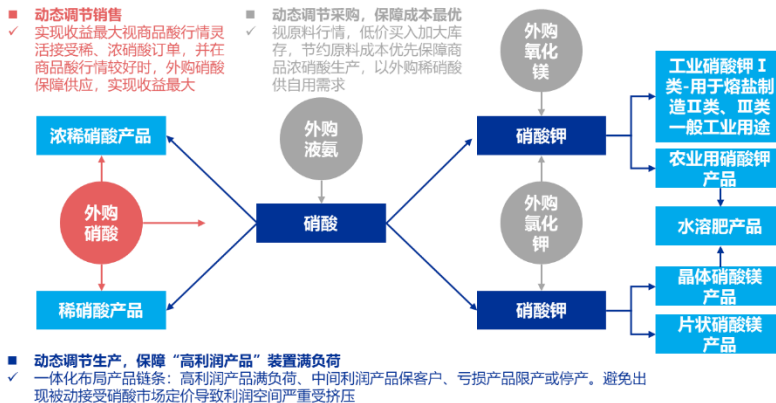 ■ 动态调节销售
✓ 实现收益最大视商品酸行情灵
活接受稀、浓硝酸订单，并在
商品酸行情较好时，外购硝酸
保障供应，实现收益最大
■ 动态调节采购，保障成本最优
✓ 视原料行情，低价买入加大库
存，节约原料成本优先保障商
品浓硝酸生产，以外购稀硝酸
供自用需求
外购
氧化
镁
工业硝酸钾Ⅰ
类-用于熔盐制
造Ⅱ类、Ⅲ类
一般工业用途
浓稀硝酸产品
外购
液氨
硝酸钾
农业用硝酸钾
产品
外购
硝酸
硝酸
外购
氯化
钾
水溶肥产品
稀硝酸产品
硝酸钾
晶体硝酸镁
产品
片状硝酸镁
产品
■ 动态调节生产，保障“高利润产品”装置满负荷
✓ 一体化布局产品链条：高利润产品满负荷、中间利润产品保客户、亏损产品限产或停产。避免出
现被动接受硝酸市场定价导致利润空间严重受挤压